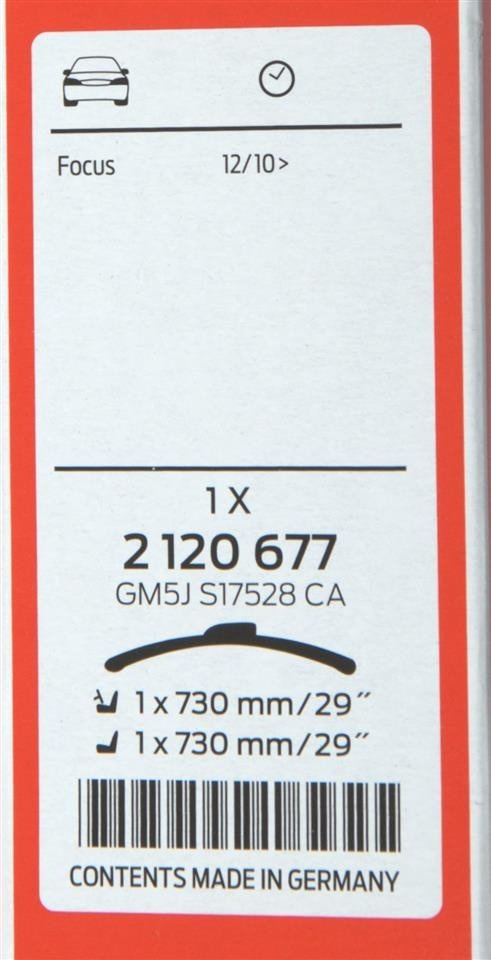 Focus 12/10>
1 X
2 120 677
GM5J S17528 CA
1 x 730 mm/29″
1 x 730 mm/29″
CONTENTS MADE IN GERMANY